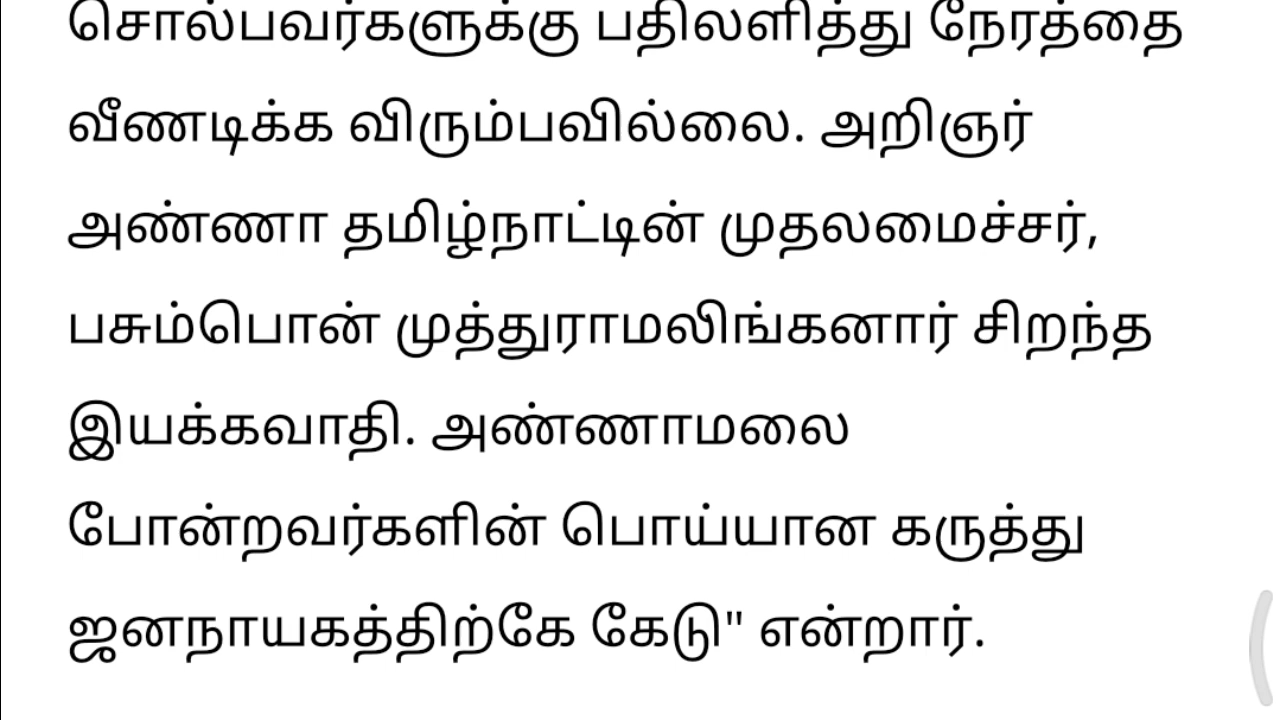 சொல்பவர்களுக்கு பதிலளித்து நேரத்தை
வீணடிக்க விரும்பவில்லை. அறிஞர்
அண்ணா தமிழ்நாட்டின் முதலமைச்சர்,
பசும்பொன் முத்துராமலிங்கனார் சிறந்த
இயக்கவாதி. அண்ணாமலை
போன்றவர்களின் பொய்யான கருத்து
ஜனநாயகத்திற்கே கேடு" என்றார்.